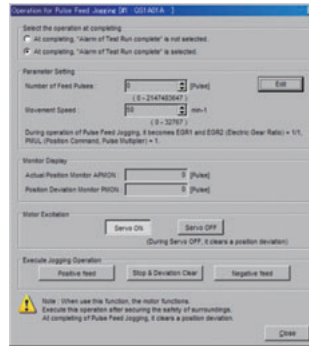 Operation for Pulse Feed Jogging [#1 : QS1A01A : ]
Select the operation at completing
At completing, "Alarm of Test Run complete" is not selected.
At completing, "Alarm of Test Run complete" is selected.
Parameter Setting
Number of Feed Pulses : 0 [Pulse] Edit
( 0 - 2147483647 )
Movement Speed : 50 min-1
( 0 - 32767 )
During operation of Pulse Feed Jogging, it becomes EGR1 and EGR2 (Electric Gear Ratio) = 1/1,
PMUL (Position Command, Pulse Multiplier) = 1.
Monitor Display
Actual Position Monitor APMON : 0 [Pulse]
Position Deviation Monitor PMON : 0 [Pulse]
Motor Excitation
Servo ON Servo OFF
(During Servo OFF, it clears a position deviation)
Execute Jogging Operation
Positive feed Stop & Deviation Clear Negative feed
Note : When use this function, the motor functions.
Execute this operation after securing the safety of surroundings.
At completing of Pulse Feed Jogging, it clears a position deviation.
Close